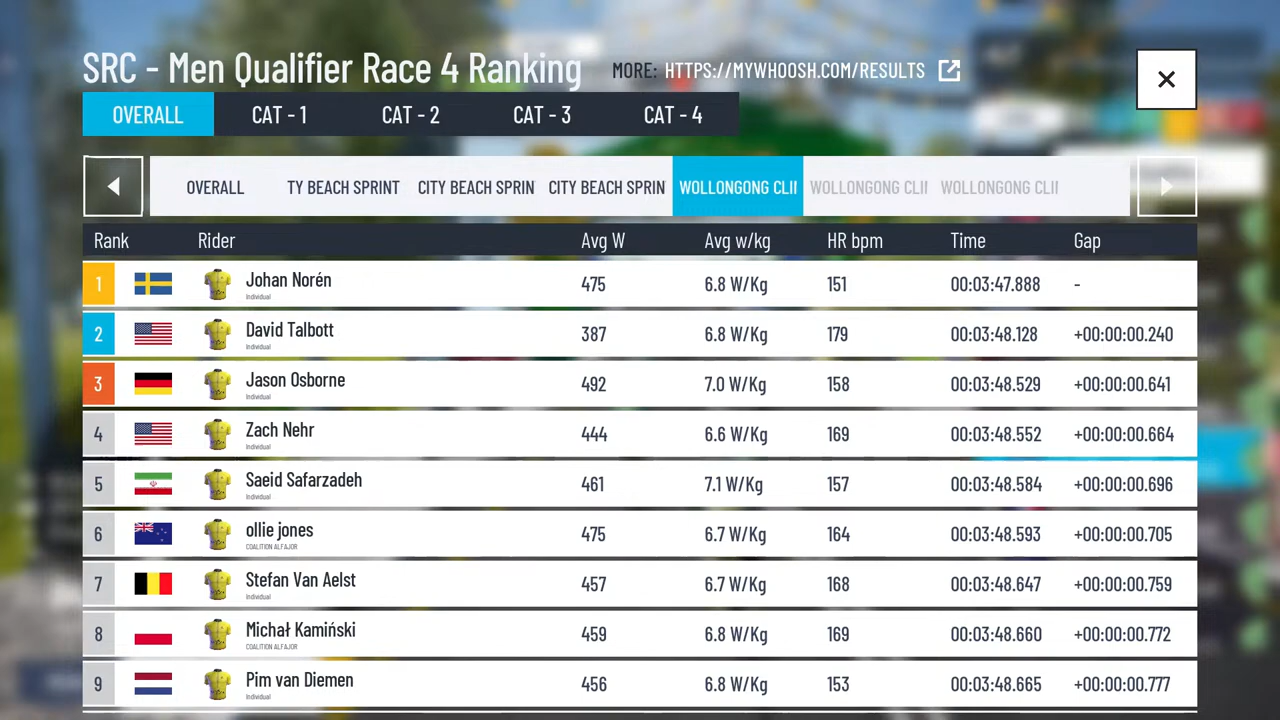 SRC - Men Qualifier Race 4 Ranking MORE: HTTPS://MYWHOOSH.COM/RESULTS
OVERALL CAT - 1 CAT - 2 CAT - 3 CAT - 4
OVERALL TY BEACH SPRINT CITY BEACH SPRIN CITY BEACH SPRIN WOLLONGONG CLII WOLLONGONG CLII WOLLONGONG CLII
Rank Rider Avg W Avg w/kg HR bpm Time Gap
1 Johan Norén 475 6.8 W/Kg 151 00:03:47.888 -
Individual
2 David Talbott 387 6.8 W/Kg 179 00:03:48.128 +00:00:00.240
Individual
3 Jason Osborne 492 7.0 W/Kg 158 00:03:48.529 +00:00:00.641
Individual
4 Zach Nehr 444 6.6 W/Kg 169 00:03:48.552 +00:00:00.664
Individual
5 Saeid Safarzadeh 461 7.1 W/Kg 157 00:03:48.584 +00:00:00.696
Individual
6 ollie jones 475 6.7 W/Kg 164 00:03:48.593 +00:00:00.705
COALITION ALFAJOR
7 Stefan Van Aelst 457 6.7 W/Kg 168 00:03:48.647 +00:00:00.759
Individual
8 Michał Kamiński 459 6.8 W/Kg 169 00:03:48.660 +00:00:00.772
COALITION ALFAJOR
9 Pim van Diemen 456 6.8 W/Kg 153 00:03:48.665 +00:00:00.777
Individual